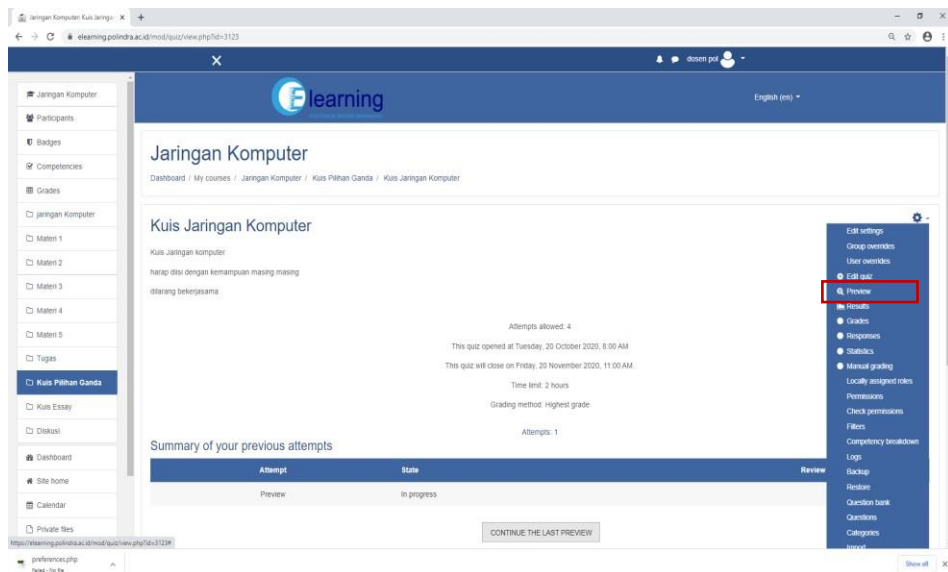 Jaringan Komputer: Kuis Jaringa
elearning.polindra.ac.id/mod/quiz/view.php?id=3125
dosen pol
Jaringan Komputer
Participants
Badges
Competencies
Grades
jaringan Komputer
Materi 1
Materi 2
Materi 3
Materi 4
Materi 5
Tugas
Kuis Pilihan Ganda
Kuis Essay
Diskusi
Dashboard
Site home
Calendar
Private files
Elearning
English (en)
Jaringan Komputer
Dashboard / My courses / Jaringan Komputer / Kuis Pilihan Ganda / Kuis Jaringan Komputer
Kuis Jaringan Komputer
Kuis Jaringan komputer
harap diisi dengan kemampuan masing masing
dilarang bekerjasama
Attempts allowed: 4
This quiz opened at Tuesday, 20 October 2020, 8:00 AM
This quiz will close on Friday, 20 November 2020, 11:00 AM.
Time limit: 2 hours
Grading method: Highest grade
Attempts: 1
Summary of your previous attempts
Attempt State Review
Preview In progress
CONTINUE THE LAST PREVIEW
Edit settings
Group overrides
User overrides
Edit quiz
Preview
Results
Grades
Responses
Statistics
Manual grading
Locally assigned roles
Permissions
Check permissions
Filters
Competency breakdown
Logs
Backup
Restore
Question bank
Questions
Categories
Import
https://elearning.polindra.ac.id/mod/quiz/view.php?id=3125#
preferences.php
Failed - No file
Show all